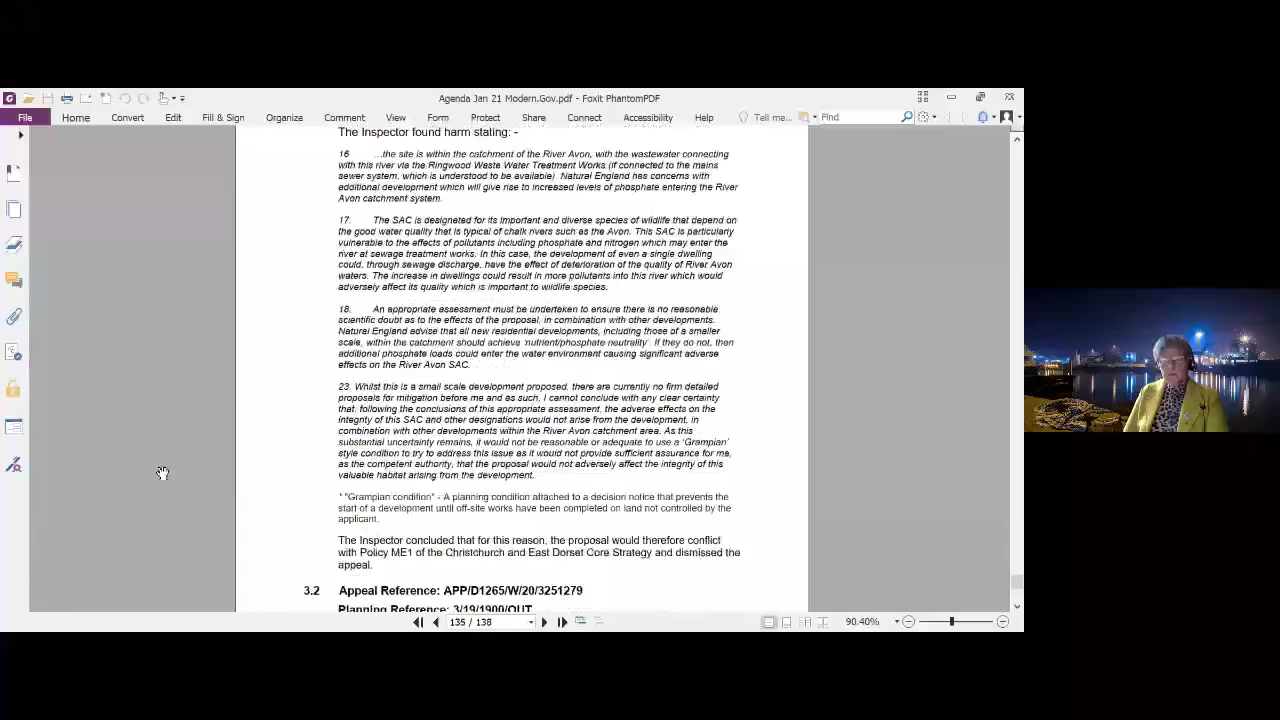 Agenda Jan 21 Modern.Gov.pdf - Foxit PhantomPDF
File Home Convert Edit Fill & Sign Organize Comment View Form Protect Share Connect Accessibility Help Tell me... Find
The Inspector found harm stating: -
16 ...the site is within the catchment of the River Avon, with the wastewater connecting
with this river via the Ringwood Waste Water Treatment Works (if connected to the mains
sewer system, which is understood to be available). Natural England has concerns with
additional development which will give rise to increased levels of phosphate entering the River
Avon catchment system.
17. The SAC is designated for its important and diverse species of wildlife that depend on
the good water quality that is typical of chalk rivers such as the Avon. This SAC is particularly
vulnerable to the effects of pollutants including phosphate and nitrogen which may enter the
river at sewage treatment works. In this case, the development of even a single dwelling
could, through sewage discharge, have the effect of deterioration of the quality of River Avon
waters. The increase in dwellings could result in more pollutants into this river which would
adversely affect its quality which is important to wildlife species.
18. An appropriate assessment must be undertaken to ensure there is no reasonable
scientific doubt as to the effects of the proposal, in combination with other developments.
Natural England advise that all new residential developments, including those of a smaller
scale, within the catchment should achieve 'nutrient/phosphate neutrality'. If they do not, then
additional phosphate loads could enter the water environment causing significant adverse
effects on the River Avon SAC.
23. Whilst this is a small scale development proposed, there are currently no firm detailed
proposals for mitigation before me and as such, I cannot conclude with any clear certainty
that, following the conclusions of this appropriate assessment, the adverse effects on the
integrity of this SAC and other designations would not arise from the development, in
combination with other developments within the River Avon catchment area. As this
substantial uncertainty remains, it would not be reasonable or adequate to use a 'Grampian'
style condition to try to address this issue as it would not provide sufficient assurance for me,
as the competent authority, that the proposal would not adversely affect the integrity of this
valuable habitat arising from the development.
* "Grampian condition" - A planning condition attached to a decision notice that prevents the
start of a development until off-site works have been completed on land not controlled by the
applicant.
The Inspector concluded that for this reason, the proposal would therefore conflict
with Policy ME1 of the Christchurch and East Dorset Core Strategy and dismissed the
appeal.
3.2 Appeal Reference: APP/D1265/W/20/3251279
Planning Reference: 3/19/1900/OUT
135 / 138
90.40%